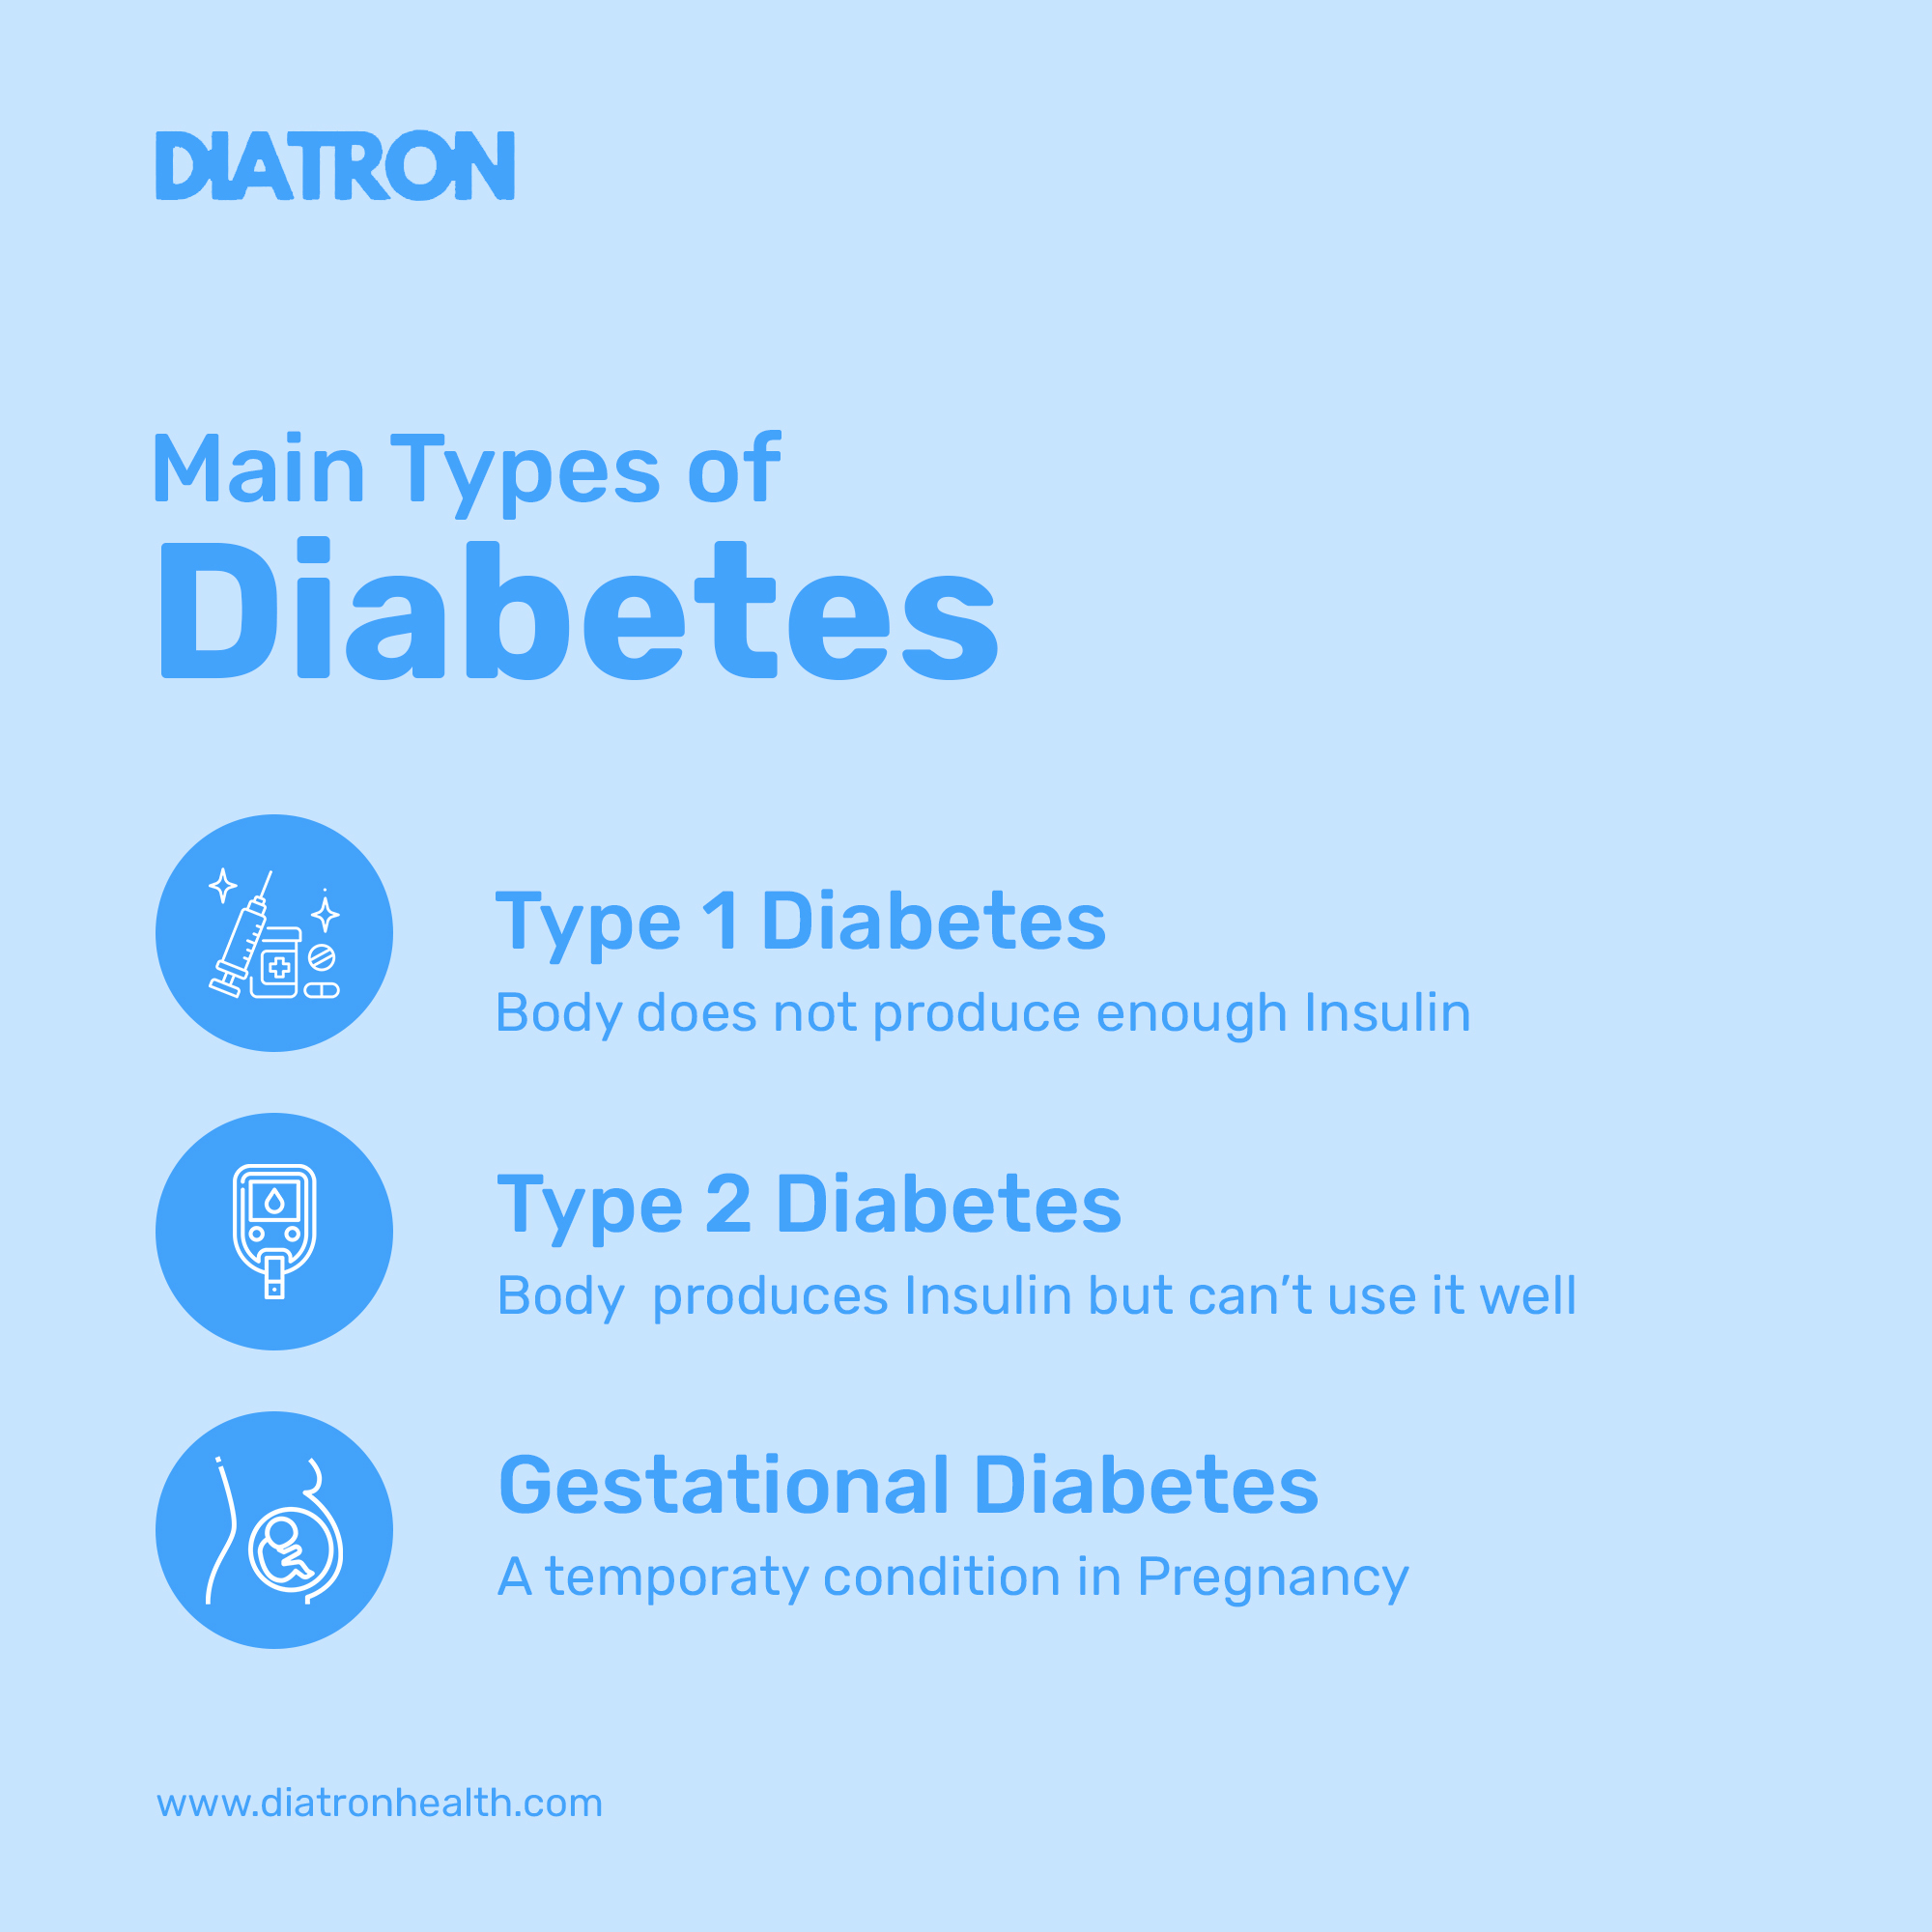 DIATRON
Main Types of
Diabetes
Type 1 Diabetes
Body does not produce enough Insulin
Type 2 Diabetes
Body  produces Insulin but can’t use it well
Gestational Diabetes
A temporaty condition in Pregnancy
www.diatronhealth.com